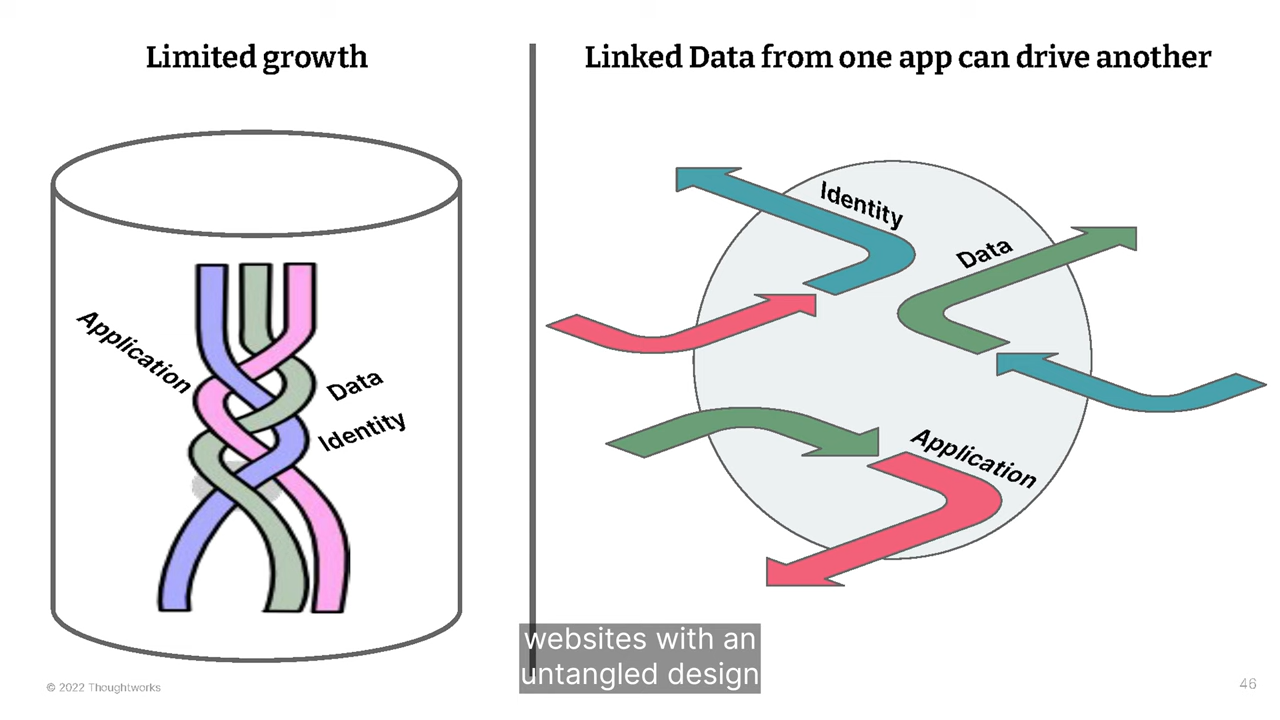 Limited growth
Linked Data from one app can drive another
Application
Data
Identity
Identity
Data
Application
websites with an
untangled design
© 2022 Thoughtworks
46